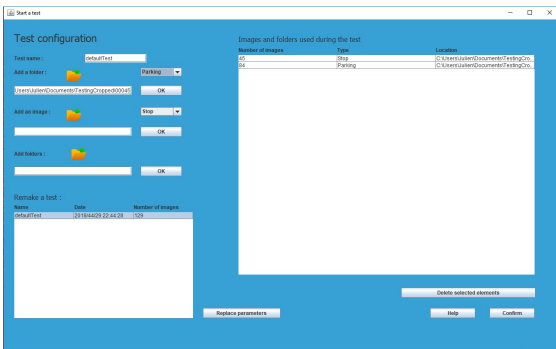 Start a test
Test configuration
Test name :
defaultTest
Add a folder :
Parking
Users\Julien\Documents\TestingCropped\00045
OK
Add an image :
Stop
OK
Add folders :
OK
Remake a test :
Name Date Number of images
defaultTest 2018/44/28 22:44:28 129
Replace parameters
Images and folders used during the test
Number of images Type Location
45 Stop C:\Users\Julien\Documents\TestingCro...
84 Parking C:\Users\Julien\Documents\TestingCro...
Delete selected elements
Help Confirm